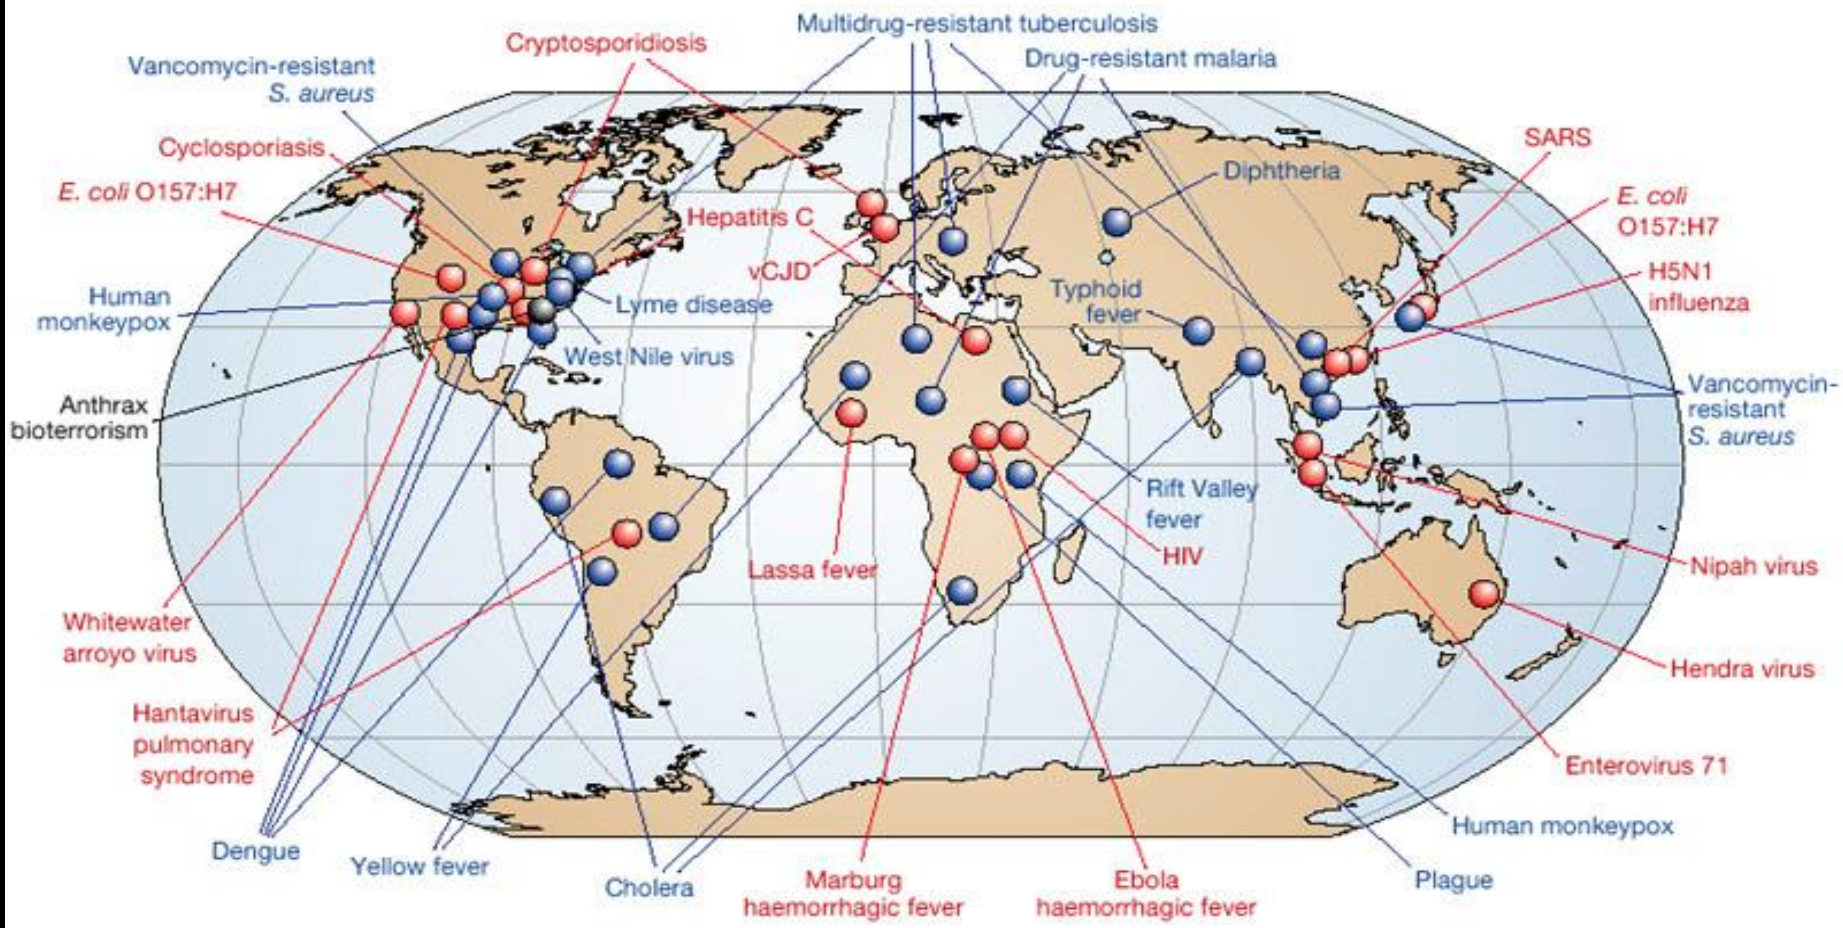 Multidrug-resistant tuberculosis
Cryptosporidiosis
Drug-resistant malaria
Vancomycin-resistant
S. aureus
Cyclosporiasis
SARS
Diphtheria
E. coli O157:H7
E. coli
O157:H7
Hepatitis C
vCJD
H5N1
influenza
Typhoid
fever
Human
monkeypox
Lyme disease
West Nile virus
Anthrax
bioterrorism
Vancomycin-
resistant
S. aureus
Rift Valley
fever
HIV
Lassa fever
Nipah virus
Whitewater
arroyo virus
Hendra virus
Hantavirus
pulmonary
syndrome
Enterovirus 71
Human monkeypox
Dengue
Yellow fever
Cholera
Marburg
haemorrhagic fever
Ebola
haemorrhagic fever
Plague